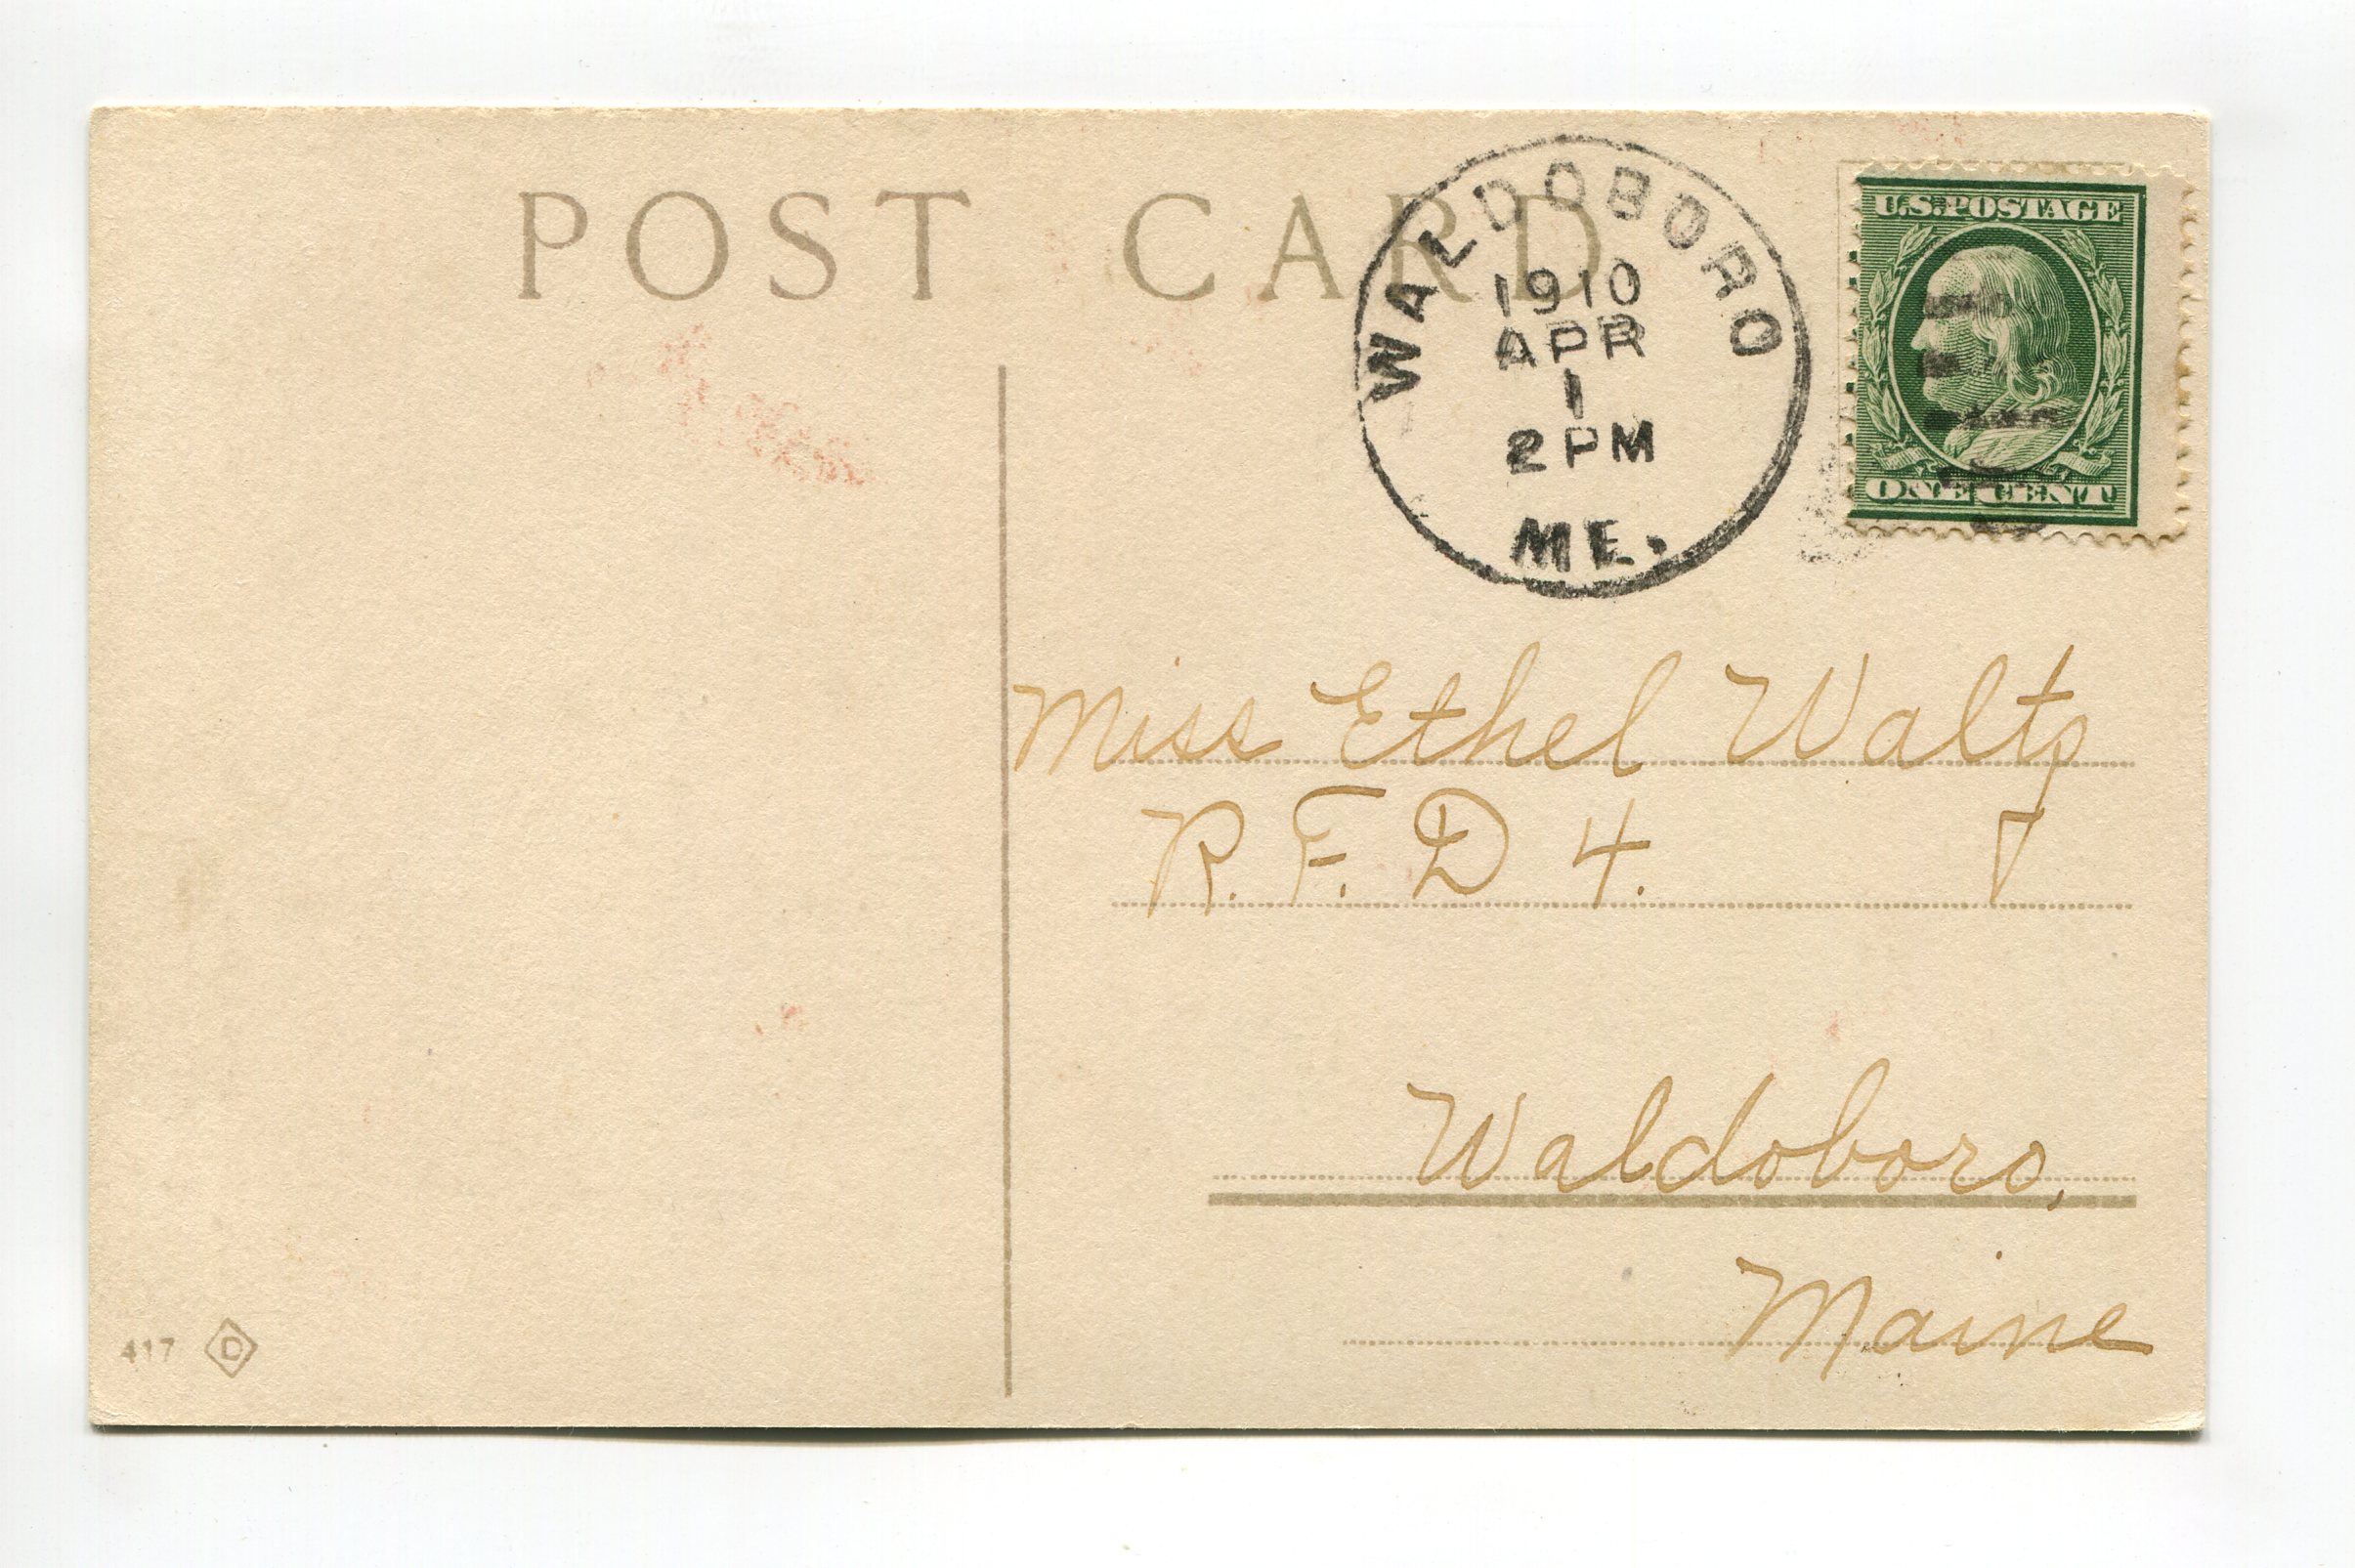 POST CARD
WALDOBORO
1910
APR
1
2 PM
ME.
U.S. POSTAGE
ONE CENT
Miss Ethel Waltz
R. F. D 4.
Waldoboro,
Maine
417 D